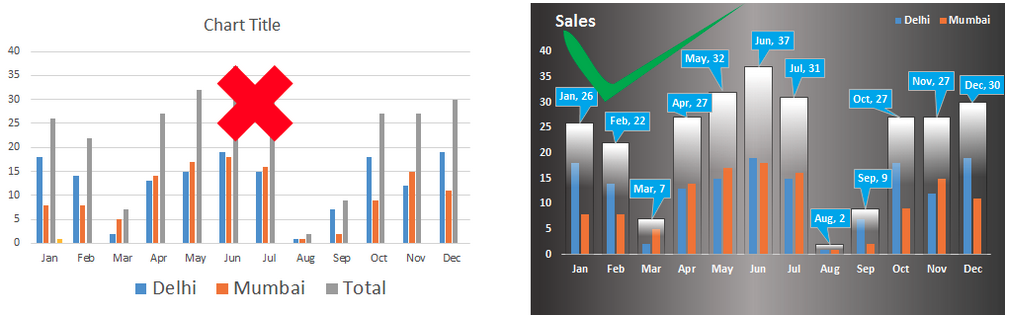 Chart Title
40
35
30
25
20
15
10
5
0
Jan Feb Mar Apr May Jun Jul Aug Sep Oct Nov Dec
Delhi Mumbai Total
Sales
Delhi Mumbai
40
35
30
25
20
15
10
5
0
Jan, 26
Feb, 22
Mar, 7
Apr, 27
May, 32
Jun, 37
Jul, 31
Aug, 2
Sep, 9
Oct, 27
Nov, 27
Dec, 30
Jan Feb Mar Apr May Jun Jul Aug Sep Oct Nov Dec